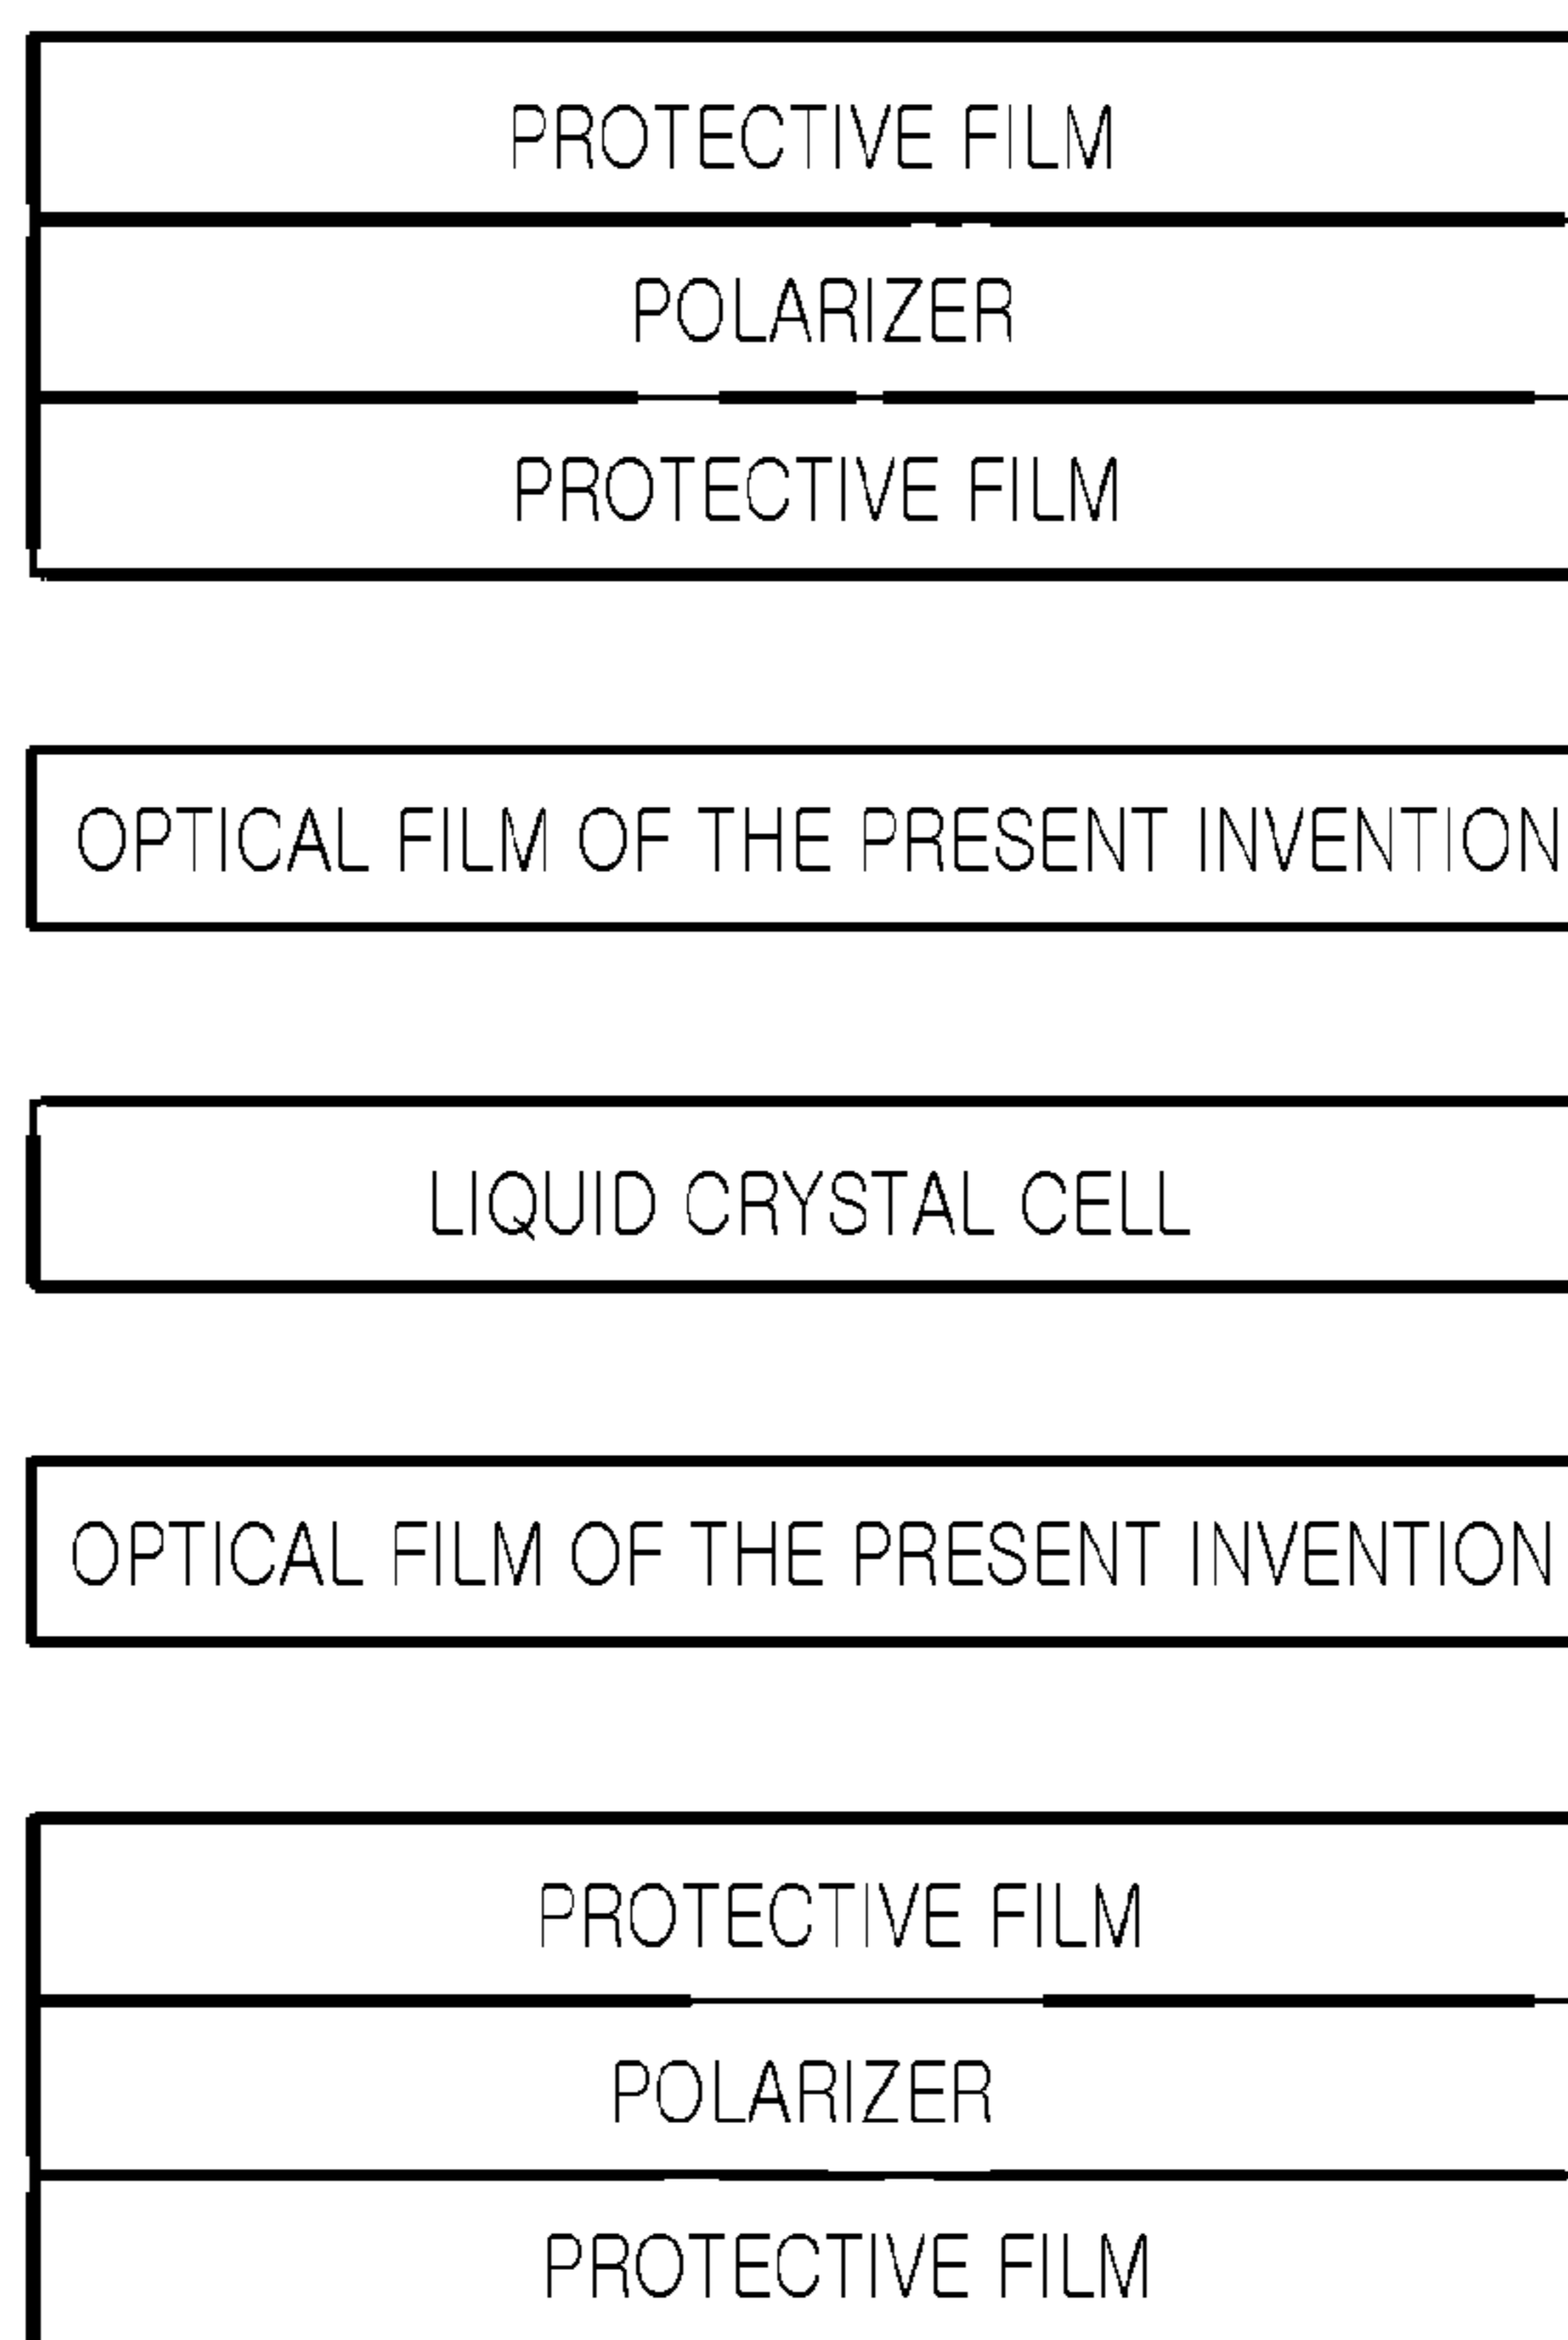 PROTECTIVE FILM
POLARIZER
PROTECTIVE FILM
OPTICAL FILM OF THE PRESENT INVENTION
LIQUID CRYSTAL CELL
OPTICAL FILM OF THE PRESENT INVENTION
PROTECTIVE FILM
POLARIZER
PROTECTIVE FILM